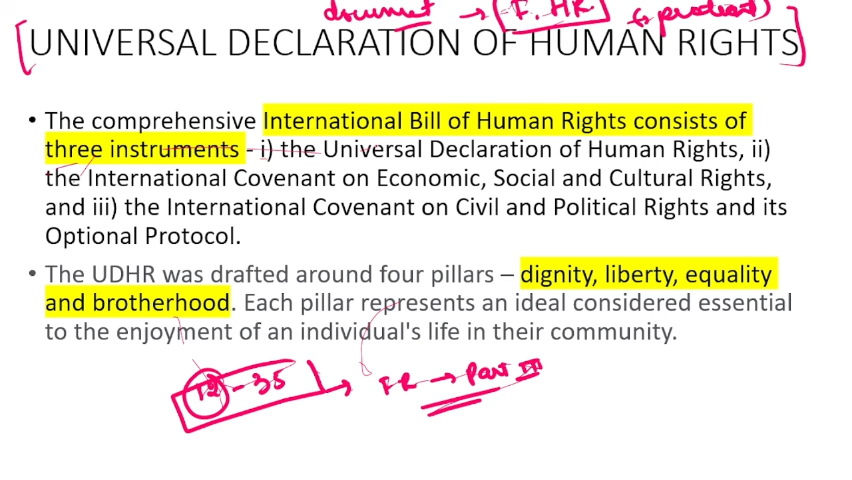 document → [F. HR] (→ product)
UNIVERSAL DECLARATION OF HUMAN RIGHTS
• The comprehensive International Bill of Human Rights consists of
three instruments - i) the Universal Declaration of Human Rights, ii)
the International Covenant on Economic, Social and Cultural Rights,
and iii) the International Covenant on Civil and Political Rights and its
Optional Protocol.
• The UDHR was drafted around four pillars – dignity, liberty, equality
and brotherhood. Each pillar represents an ideal considered essential
to the enjoyment of an individual's life in their community.
12 - 35 → FR → Part III